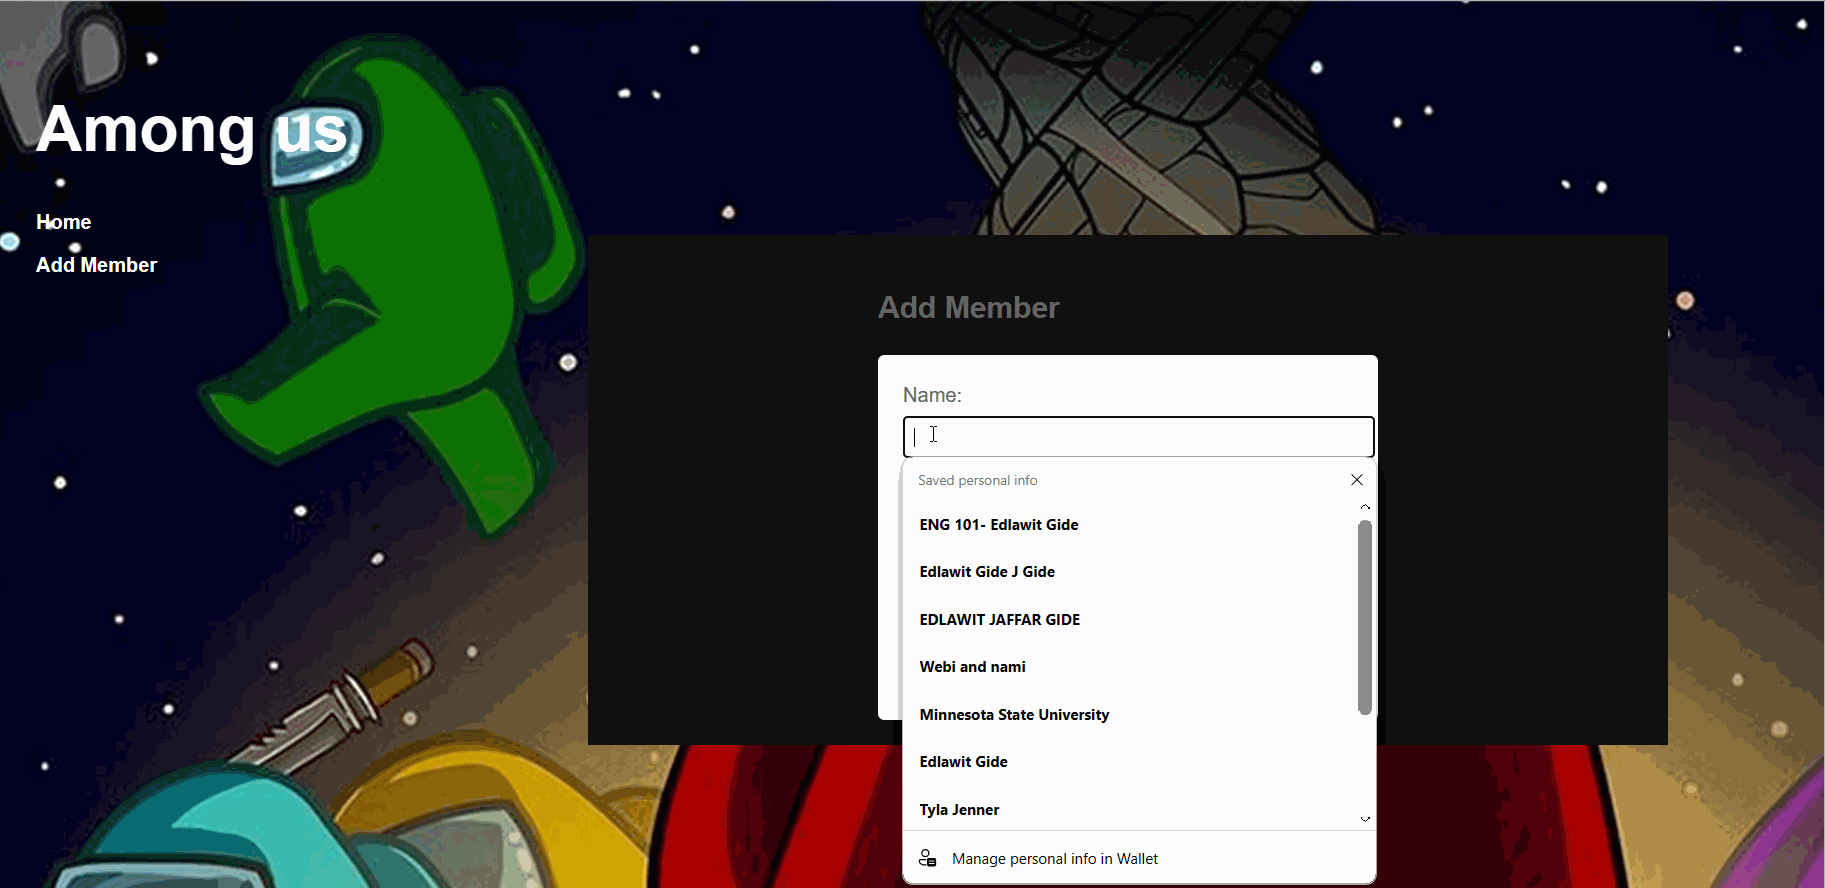 Among us
Home
Add Member
Add Member
Name:
Saved personal info
ENG 101- Edlawit Gide
Edlawit Gide J Gide
EDLAWIT JAFFAR GIDE
Webi and nami
Minnesota State University
Edlawit Gide
Tyla Jenner
Manage personal info in Wallet